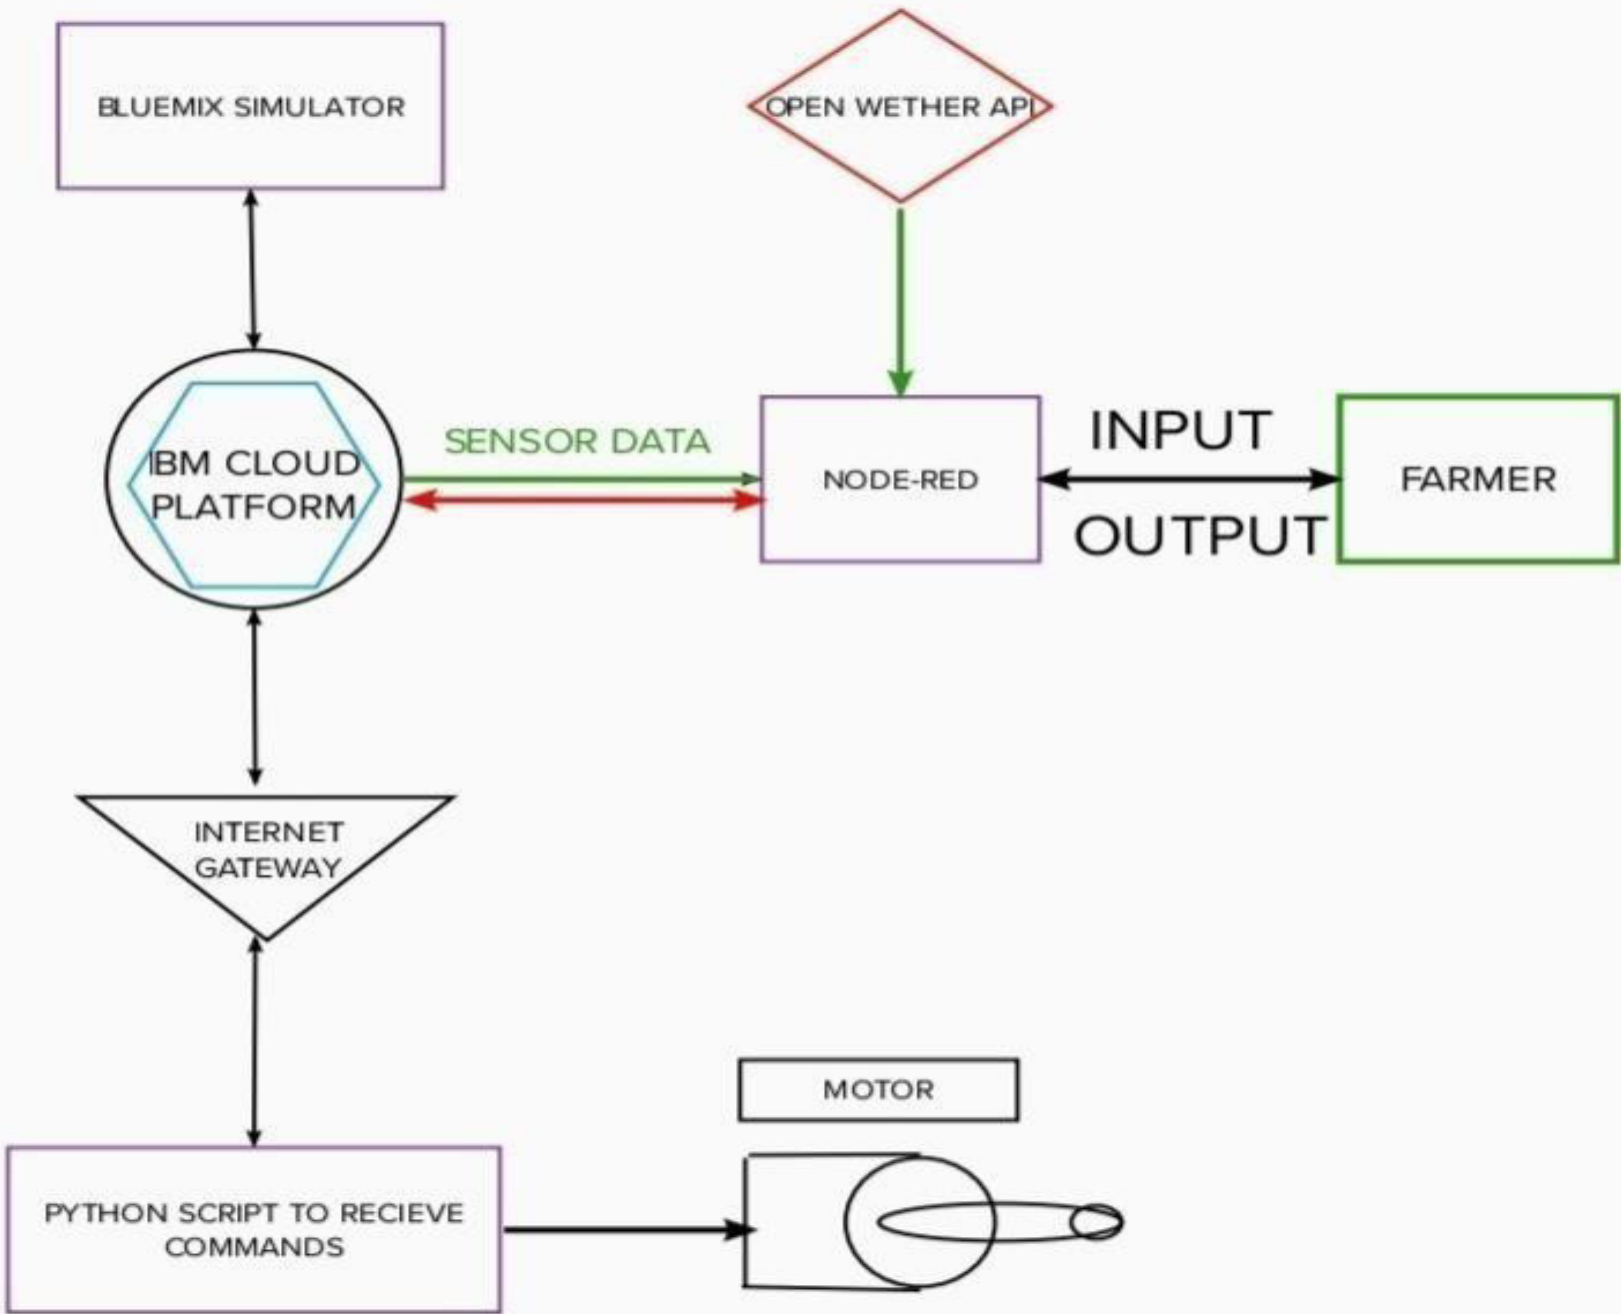 BLUEMIX SIMULATOR
OPEN WETHER API
IBM CLOUD
PLATFORM
SENSOR DATA
NODE-RED
INPUT
OUTPUT
FARMER
INTERNET
GATEWAY
MOTOR
PYTHON SCRIPT TO RECIEVE
COMMANDS